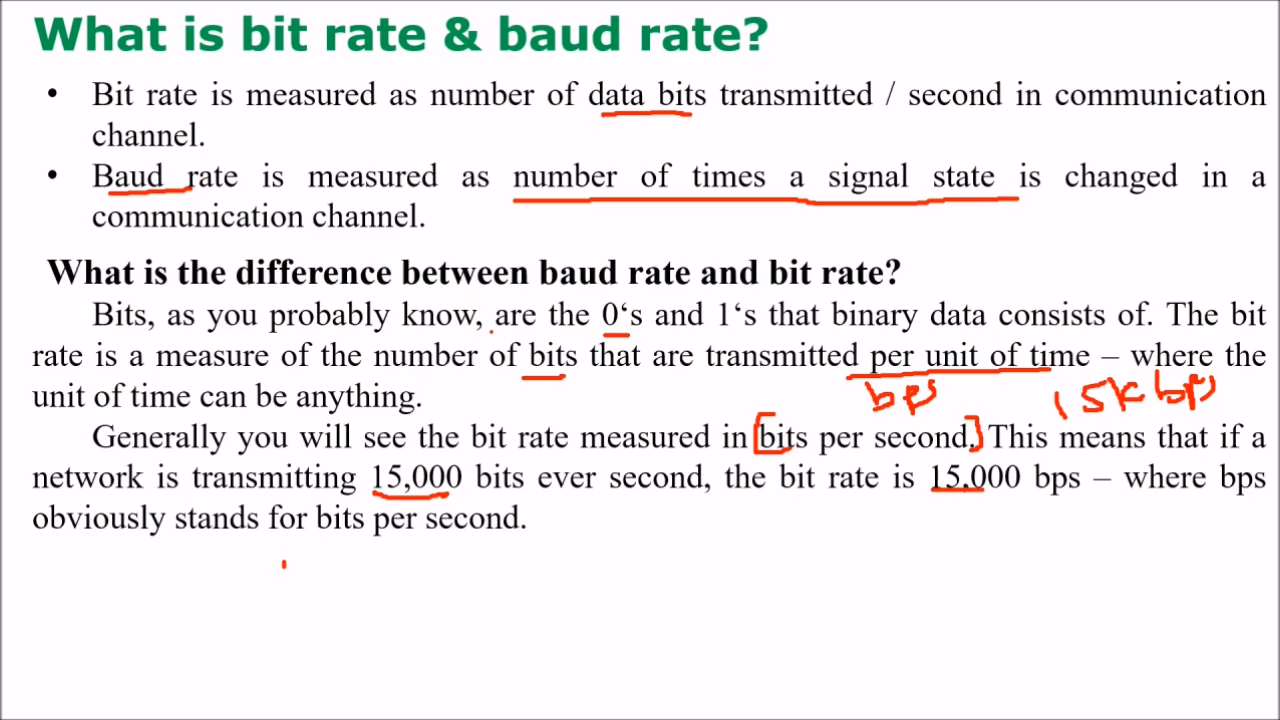 What is bit rate & baud rate?
• Bit rate is measured as number of data bits transmitted / second in communication
channel.
• Baud rate is measured as number of times a signal state is changed in a
communication channel.
What is the difference between baud rate and bit rate?
Bits, as you probably know, are the 0‘s and 1‘s that binary data consists of. The bit
rate is a measure of the number of bits that are transmitted per unit of time – where the
unit of time can be anything.
bps 15K bps
Generally you will see the bit rate measured in [bits per second.] This means that if a
network is transmitting 15,000 bits ever second, the bit rate is 15,000 bps – where bps
obviously stands for bits per second.